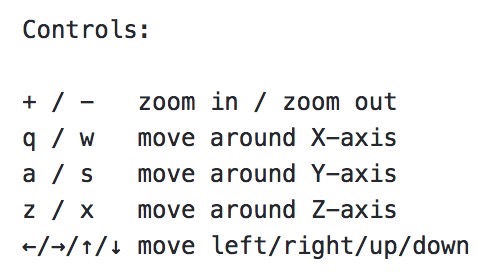 Controls:
+ / -   zoom in / zoom out
q / w   move around X-axis
a / s   move around Y-axis
z / x   move around Z-axis
←/→/↑/↓ move left/right/up/down